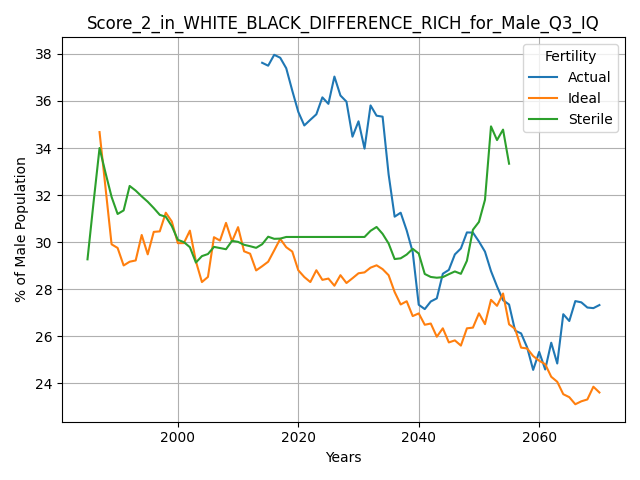 Score_2_in_WHITE_BLACK_DIFFERENCE_RICH_for_Male_Q3_IQ
Fertility
Actual
Ideal
Sterile
% of Male Population
38
36
34
32
30
28
26
24
2000
2020
2040
2060
Years